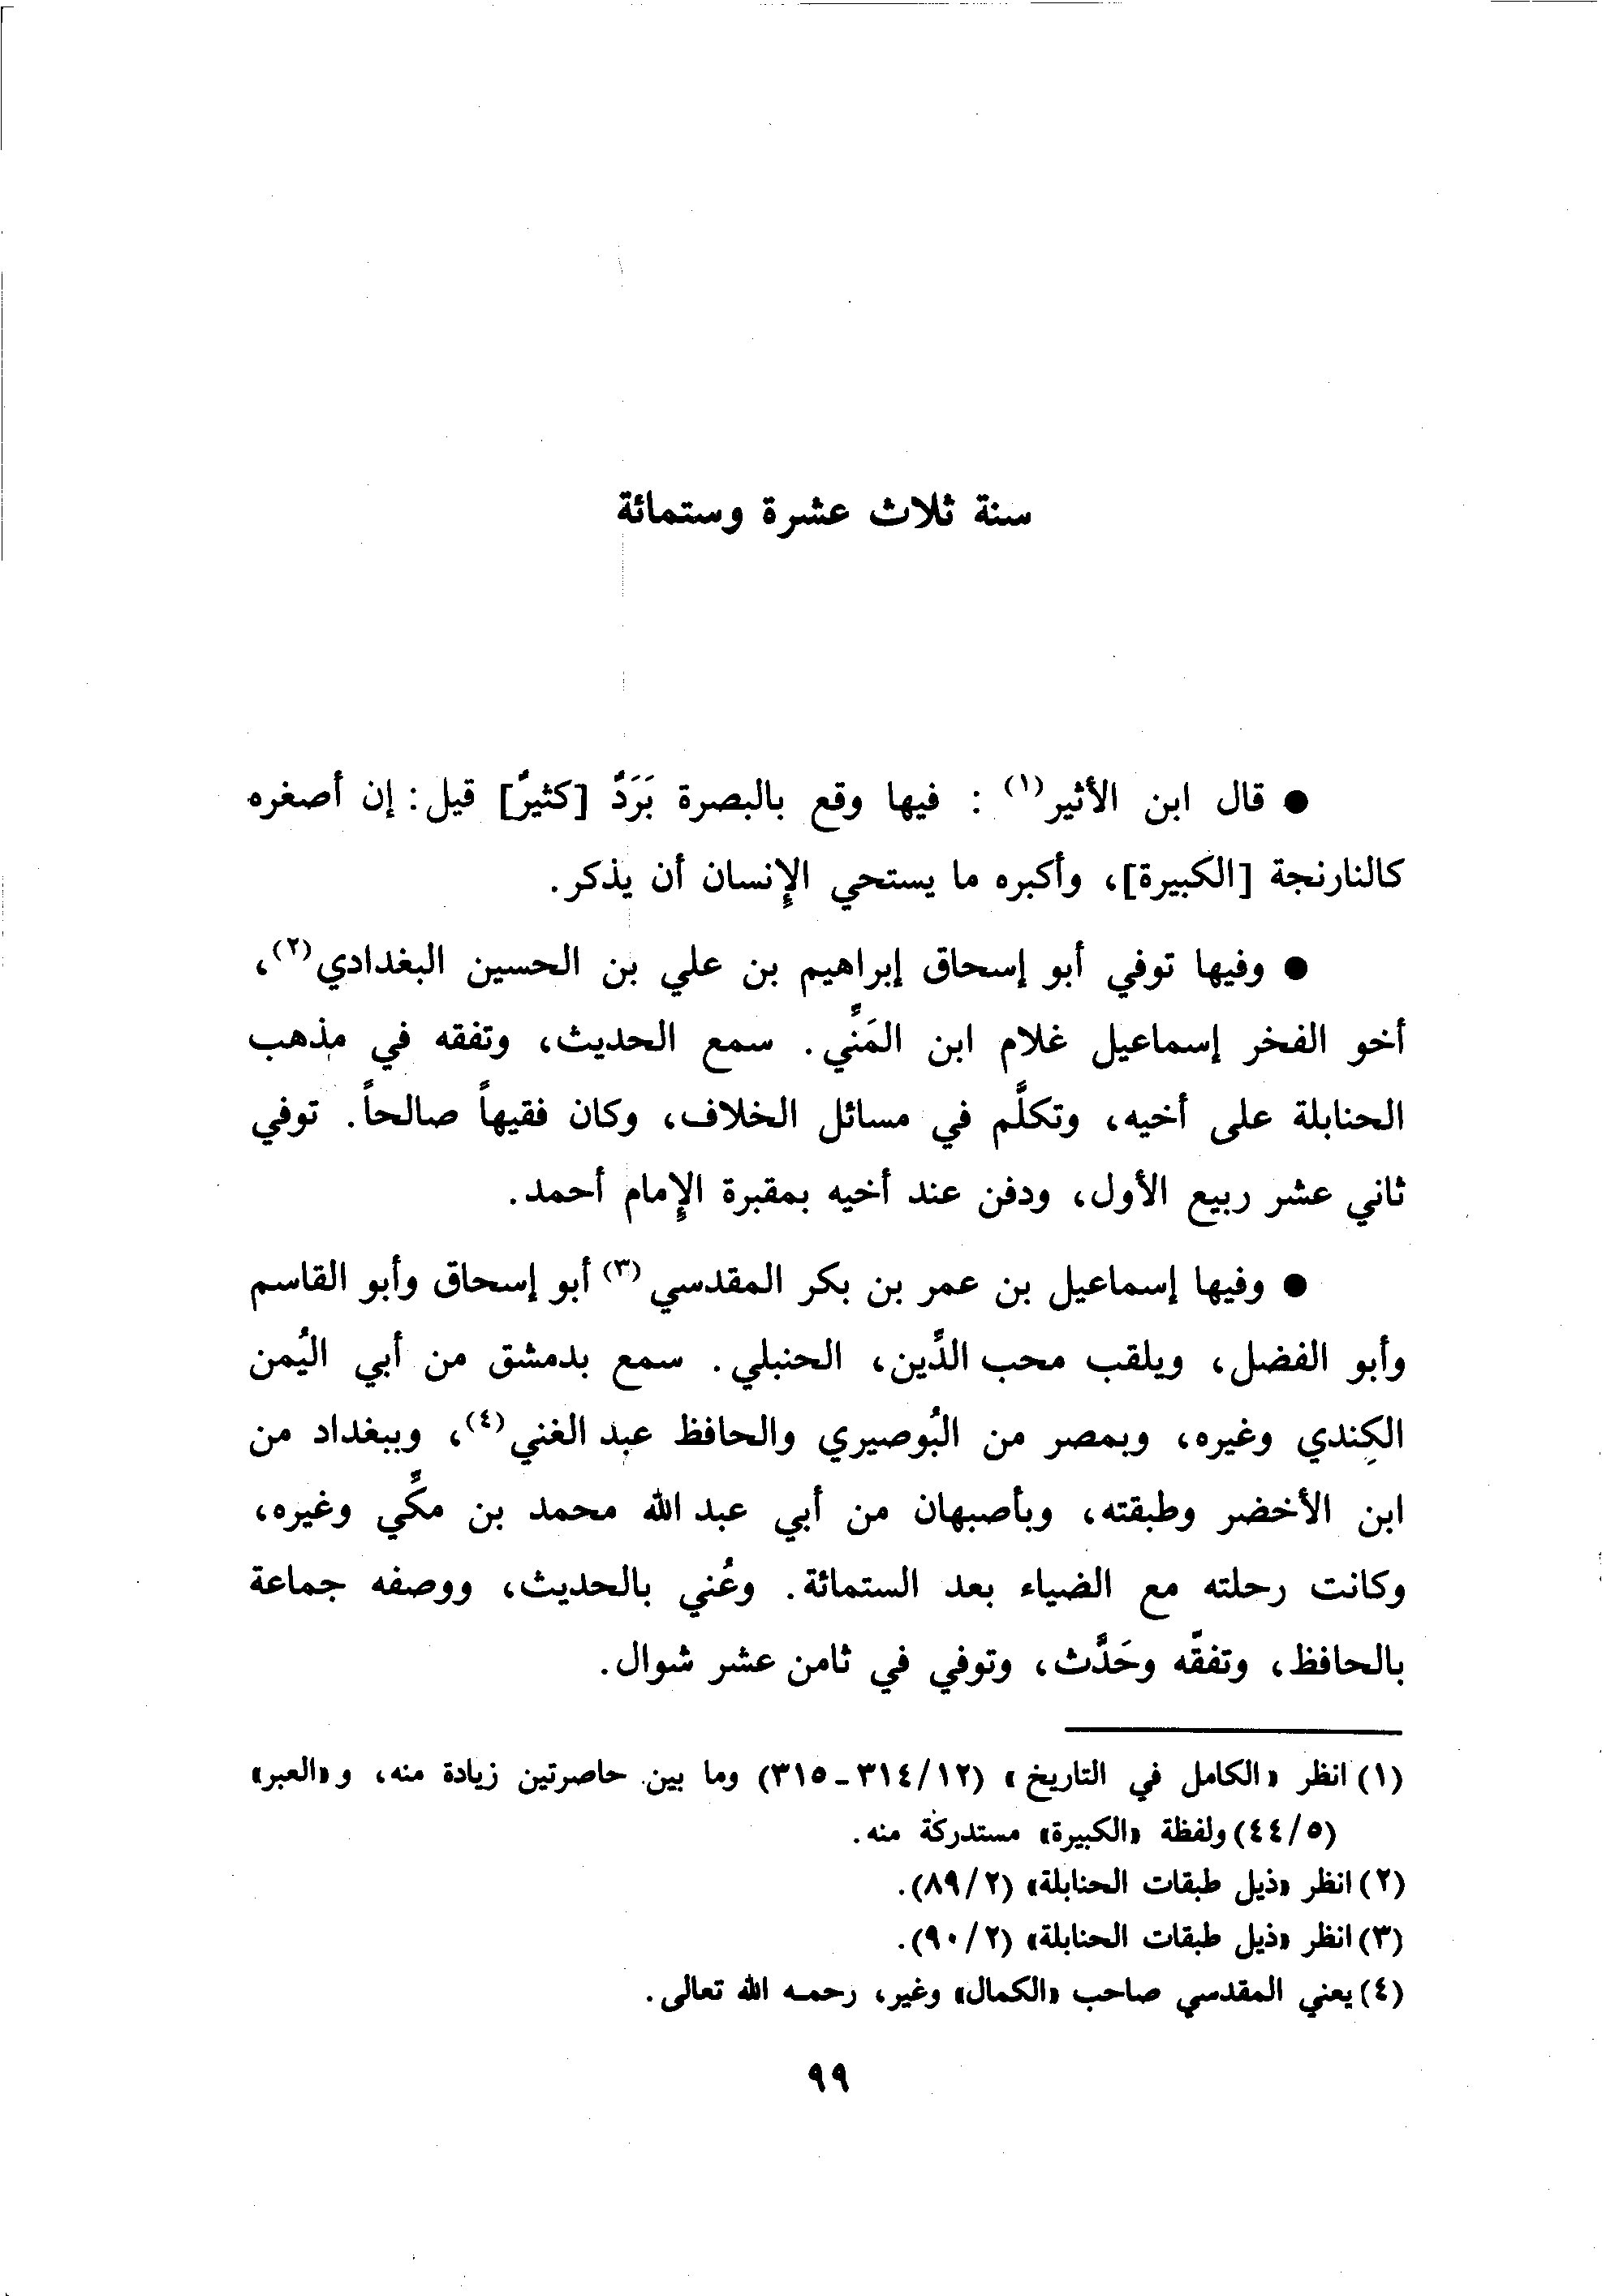 سنة ثلاث عشرة وستمائة
● قال ابن الأثير(١) : فيها وقع بالبصرة بَرَدٌ [كثيرٌ] قيل: إن أصغره
كالنارنجة [الكبيرة]، وأكبره ما يستحي الإِنسان أن يذكر.
● وفيها توفي أبو إسحاق إبراهيم بن علي بن الحسين البغدادي(٢)،
أخو الفخر إسماعيل غلام ابن المَنِّي. سمع الحديث، وتفقه في مذهب
الحنابلة على أخيه، وتكلَّم في مسائل الخلاف، وكان فقيهاً صالحاً. توفي
ثاني عشر ربيع الأول، ودفن عند أخيه بمقبرة الإِمام أحمد.
● وفيها إسماعيل بن عمر بن بكر المقدسي(٣) أبو إسحاق وأبو القاسم
وأبو الفضل، ويلقب محب الدِّين، الحنبلي. سمع بدمشق من أبي اليُمن
الكِندي وغيره، وبمصر من البُوصيري والحافظ عبد الغني(٤)، وببغداد من
ابن الأخضر وطبقته، وبأصبهان من أبي عبد الله محمد بن مكِّي وغيره،
وكانت رحلته مع الضياء بعد الستمائة. وعُني بالحديث، ووصفه جماعة
بالحافظ، وتفقّه وحَدَّث، وتوفي في ثامن عشر شوال.
(١) انظر «الكامل في التاريخ» (٣١٤/١٢ـ ٣١٥) وما بين حاصرتين زيادة منه، و«العبر»
(٤٤/٥) ولفظة «الكبيرة» مستدركة منه.
(٢) انظر «ذيل طبقات الحنابلة» (٨٩/٢).
(٣) انظر «ذيل طبقات الحنابلة» (٩٠/٢).
(٤) يعني المقدسي صاحب «الكمال» وغير، رحمه الله تعالى.
٩٩